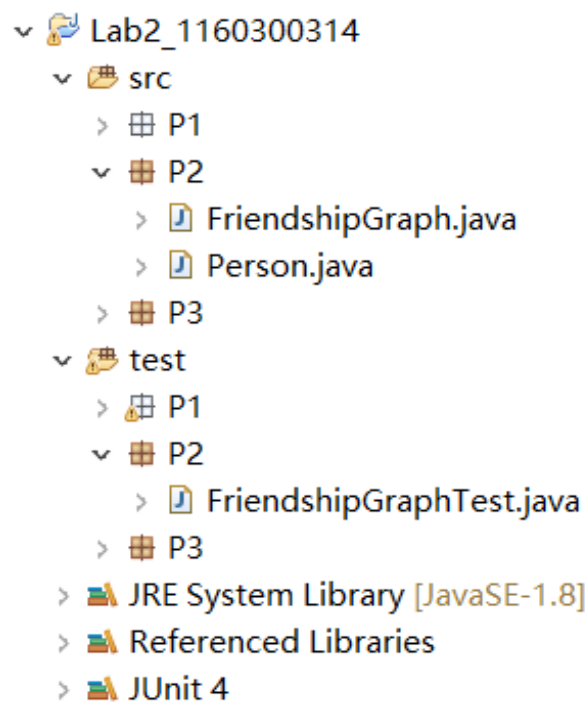 Lab2_1160300314
src
P1
P2
FriendshipGraph.java
Person.java
P3
test
P1
P2
FriendshipGraphTest.java
P3
JRE System Library [JavaSE-1.8]
Referenced Libraries
JUnit 4